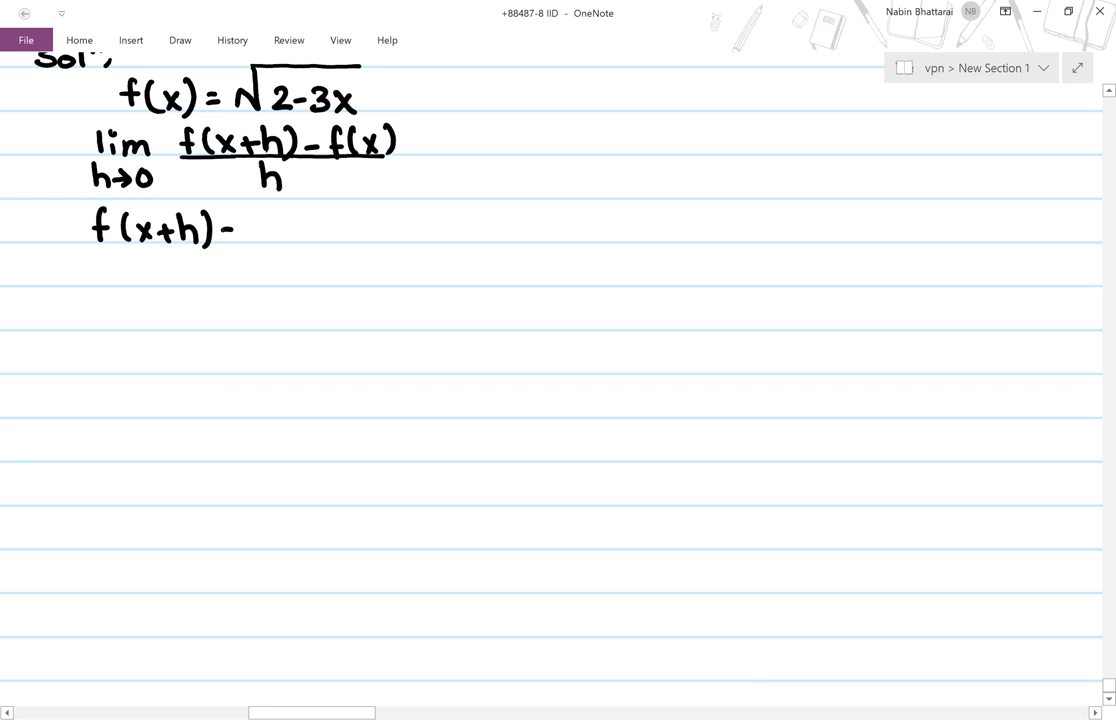 +88487-8 IID - OneNote
Nabin Bhattarai NB
File Home Insert Draw History Review View Help
vpn > New Section 1
Solⁿ,
f(x) = √2-3x
lim f(x+h) - f(x)
h→0 h
f(x+h) -